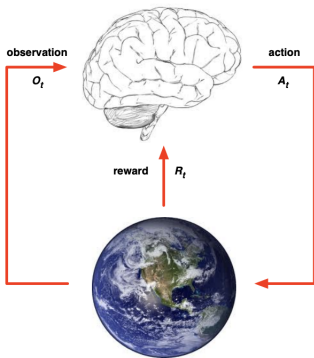 observation
action
O_t
A_t
reward
R_t